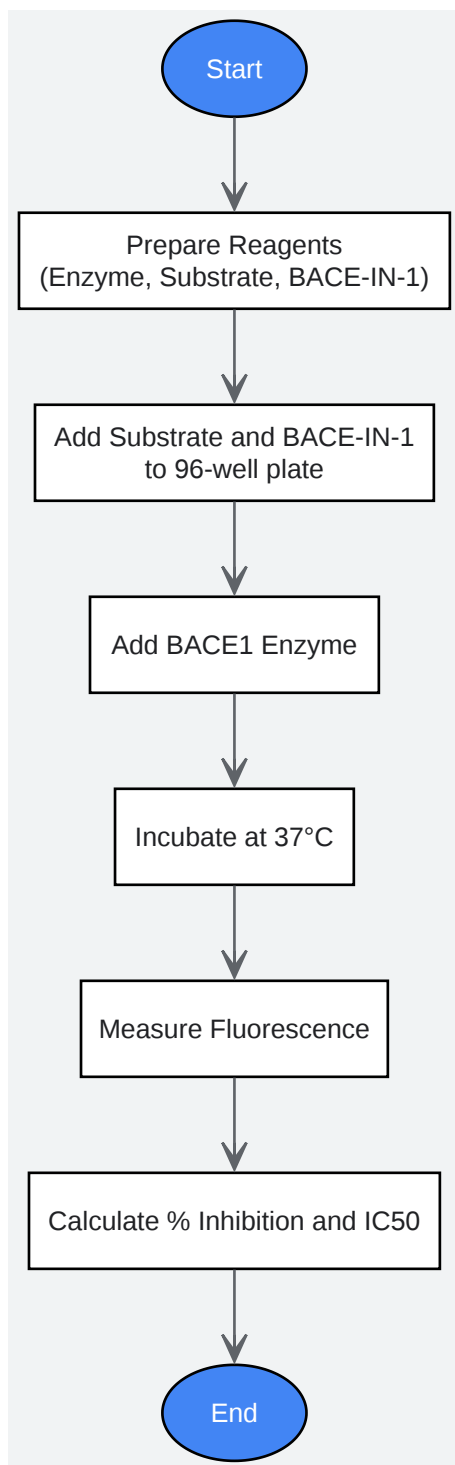 Start
Prepare Reagents
(Enzyme, Substrate, BACE-IN-1)
Add Substrate and BACE-IN-1
to 96-well plate
Add BACE1 Enzyme
Incubate at 37°C
Measure Fluorescence
Calculate % Inhibition and IC50
End